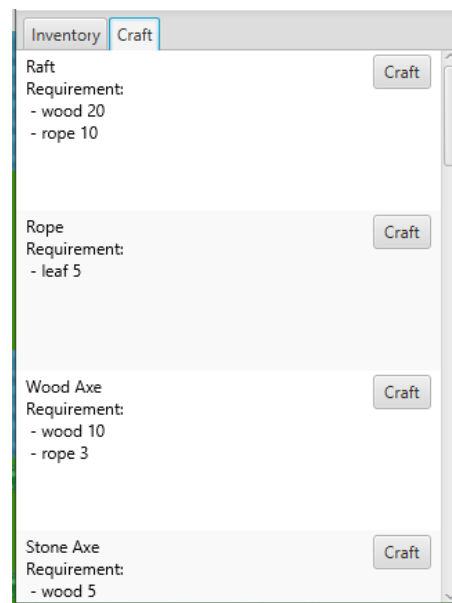 Inventory Craft
Raft Craft
Requirement:
- wood 20
- rope 10
Rope Craft
Requirement:
- leaf 5
Wood Axe Craft
Requirement:
- wood 10
- rope 3
Stone Axe Craft
Requirement:
- wood 5